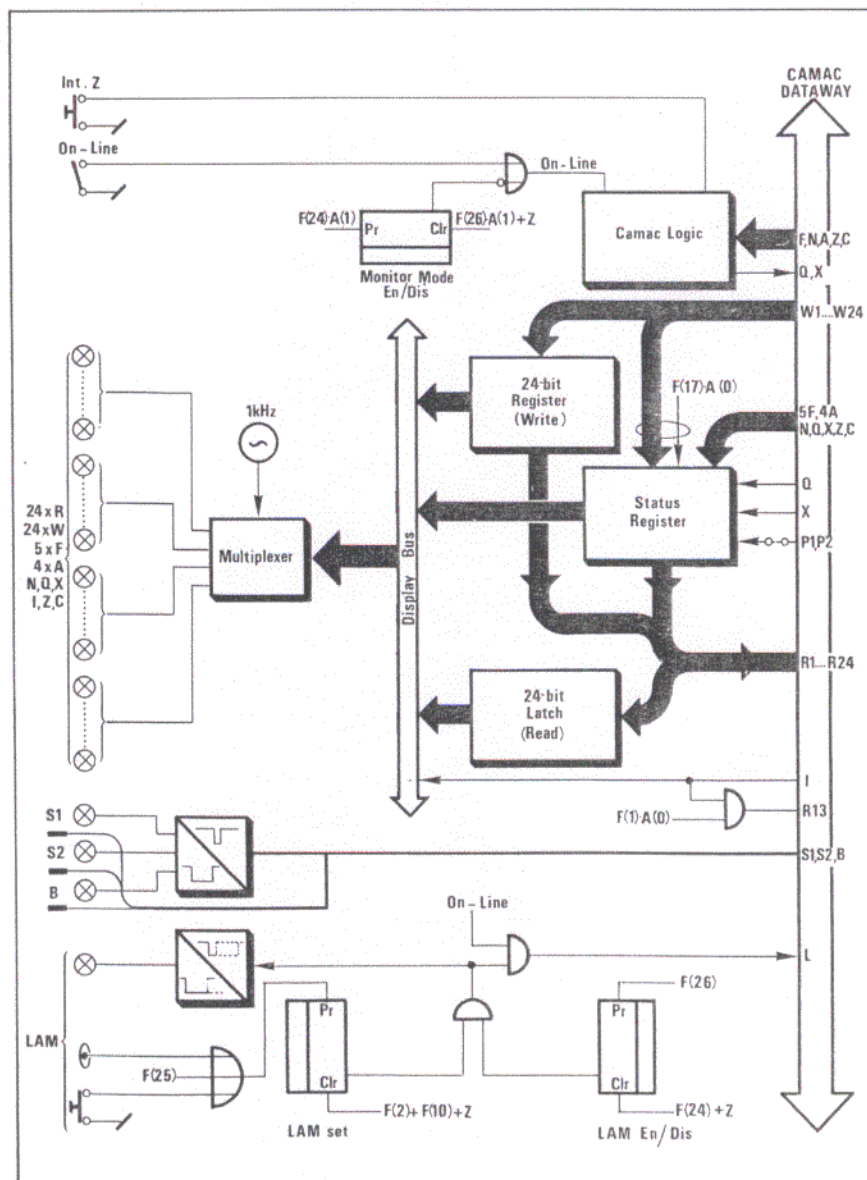 CAMAC
DATAWAY
Int. Z
On-Line
On-Line
F(24)·A(1)
Pr
Clr
F(26)·A(1)+Z
Monitor Mode
En/Dis
Camac Logic
F,N,A,Z,C
Q,X
W1....W24
24-bit
Register
(Write)
F(17)·A(0)
5F,4A
N,Q,X,Z,C
1kHz
24xR
24xW
5xF
4xA
N,Q,X
I,Z,C
Multiplexer
Display Bus
Status
Register
Q
X
P1,P2
R1...R24
24-bit
Latch
(Read)
I
F(1)·A(0)
R13
S1
S2
B
S1,S2,B
On-Line
L
LAM
F(25)
Pr
Clr
F(2)+F(10)+Z
LAM set
F(26)
Pr
Clr
F(24)+Z
LAM En/Dis